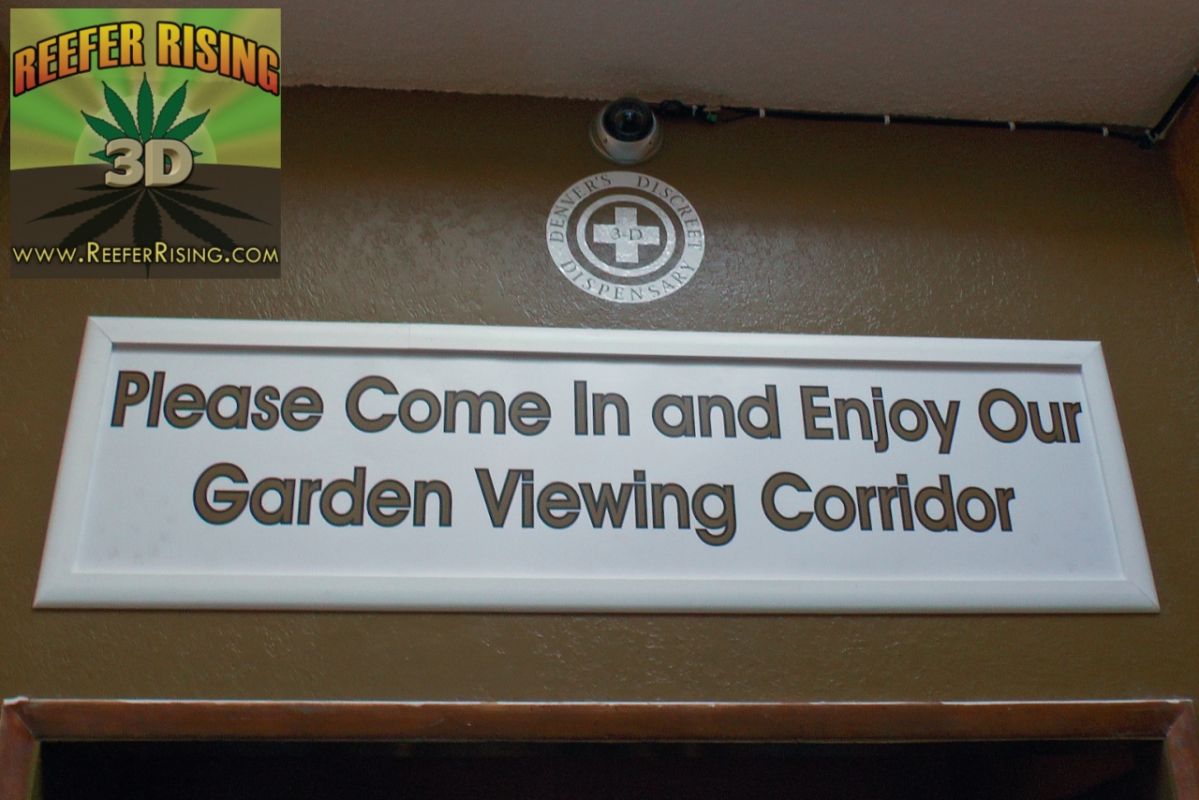 REEFER RISING
3D
WWW.REEFERRISING.COM
DENVER'S DISCREET
3-D
DISPENSARY
Please Come In and Enjoy Our
Garden Viewing Corridor